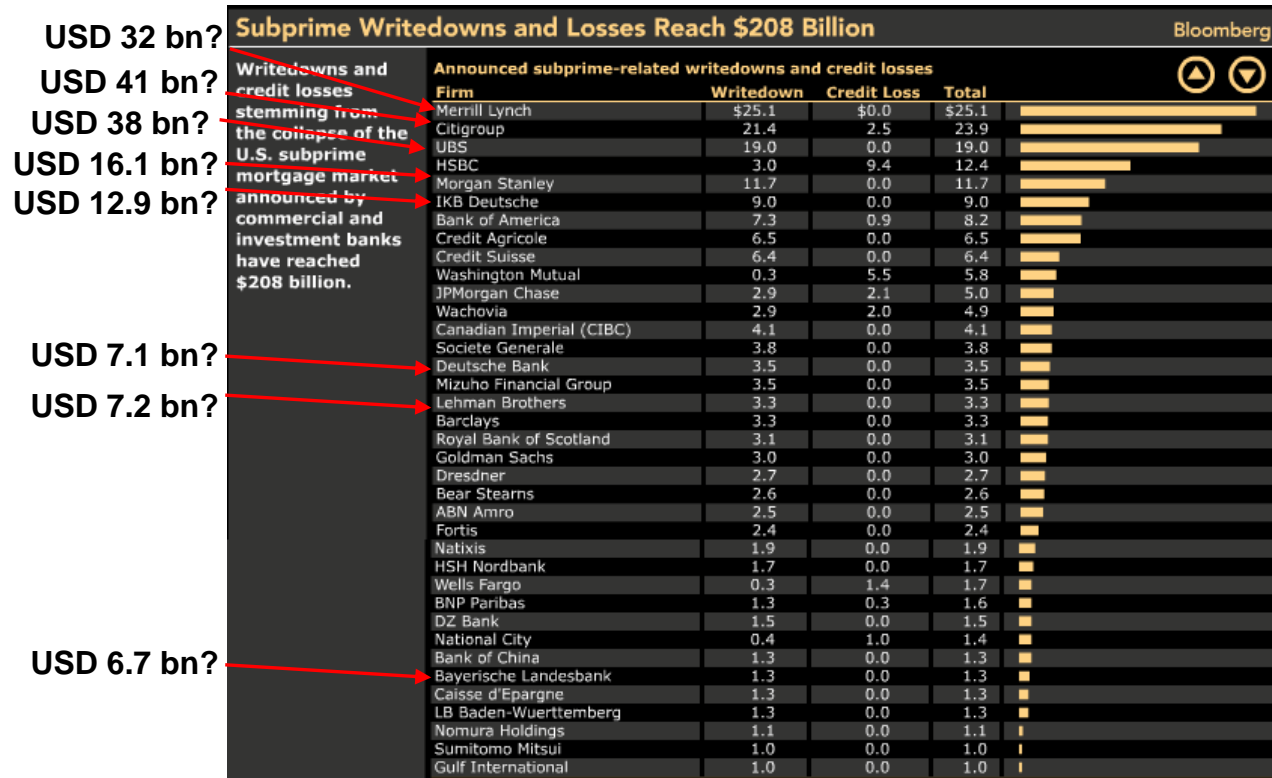 Subprime Writedowns and Losses Reach $208 Billion
Bloomberg
USD 32 bn?
USD 41 bn?
USD 38 bn?
USD 16.1 bn?
USD 12.9 bn?
USD 7.1 bn?
USD 7.2 bn?
USD 6.7 bn?
Writedowns and
credit losses
stemming from
the collapse of the
U.S. subprime
mortgage market
announced by
commercial and
investment banks
have reached
$208 billion.
Announced subprime-related writedowns and credit losses
Firm Writedown Credit Loss Total
Merrill Lynch $25.1 $0.0 $25.1
Citigroup 21.4 2.5 23.9
UBS 19.0 0.0 19.0
HSBC 3.0 9.4 12.4
Morgan Stanley 11.7 0.0 11.7
IKB Deutsche 9.0 0.0 9.0
Bank of America 7.3 0.9 8.2
Credit Agricole 6.5 0.0 6.5
Credit Suisse 6.4 0.0 6.4
Washington Mutual 0.3 5.5 5.8
JPMorgan Chase 2.9 2.1 5.0
Wachovia 2.9 2.0 4.9
Canadian Imperial (CIBC) 4.1 0.0 4.1
Societe Generale 3.8 0.0 3.8
Deutsche Bank 3.5 0.0 3.5
Mizuho Financial Group 3.5 0.0 3.5
Lehman Brothers 3.3 0.0 3.3
Barclays 3.3 0.0 3.3
Royal Bank of Scotland 3.1 0.0 3.1
Goldman Sachs 3.0 0.0 3.0
Dresdner 2.7 0.0 2.7
Bear Stearns 2.6 0.0 2.6
ABN Amro 2.5 0.0 2.5
Fortis 2.4 0.0 2.4
Natixis 1.9 0.0 1.9
HSH Nordbank 1.7 0.0 1.7
Wells Fargo 0.3 1.4 1.7
BNP Paribas 1.3 0.3 1.6
DZ Bank 1.5 0.0 1.5
National City 0.4 1.0 1.4
Bank of China 1.3 0.0 1.3
Bayerische Landesbank 1.3 0.0 1.3
Caisse d'Epargne 1.3 0.0 1.3
LB Baden-Wuerttemberg 1.3 0.0 1.3
Nomura Holdings 1.1 0.0 1.1
Sumitomo Mitsui 1.0 0.0 1.0
Gulf International 1.0 0.0 1.0